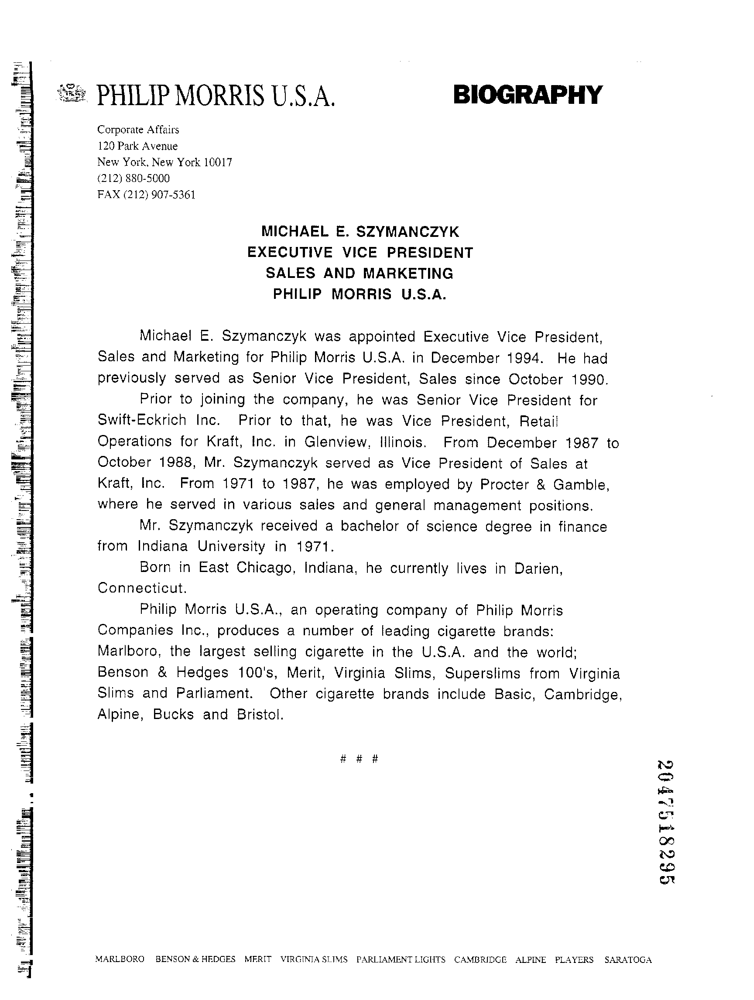 PHILIP MORRIS U.S.A. BIOGRAPHY
Corporate Affairs
120 Park Avenue
New York, New York 10017
(212) 880-5000
FAX (212) 907-5361
MICHAEL E. SZYMANCZYK
EXECUTIVE VICE PRESIDENT
SALES AND MARKETING
PHILIP MORRIS U.S.A.
Michael E. Szymanczyk was appointed Executive Vice President,
Sales and Marketing for Philip Morris U.S.A. in December 1994. He had
previously served as Senior Vice President, Sales since October 1990.
Prior to joining the company, he was Senior Vice President for
Swift-Eckrich Inc. Prior to that, he was Vice President, Retail
Operations for Kraft, Inc. in Glenview, Illinois. From December 1987 to
October 1988, Mr. Szymanczyk served as Vice President of Sales at
Kraft, Inc. From 1971 to 1987, he was employed by Procter & Gamble,
where he served in various sales and general management positions.
Mr. Szymanczyk received a bachelor of science degree in finance
from Indiana University in 1971.
Born in East Chicago, Indiana, he currently lives in Darien,
Connecticut.
Philip Morris U.S.A., an operating company of Philip Morris
Companies Inc., produces a number of leading cigarette brands:
Marlboro, the largest selling cigarette in the U.S.A. and the world;
Benson & Hedges 100's, Merit, Virginia Slims, Superslims from Virginia
Slims and Parliament. Other cigarette brands include Basic, Cambridge,
Alpine, Bucks and Bristol.
# # #
2047518295
MARLBORO BENSON & HEDGES MERIT VIRGINIA SLIMS PARLIAMENT LIGHTS CAMBRIDGE ALPINE PLAYERS SARATOGA